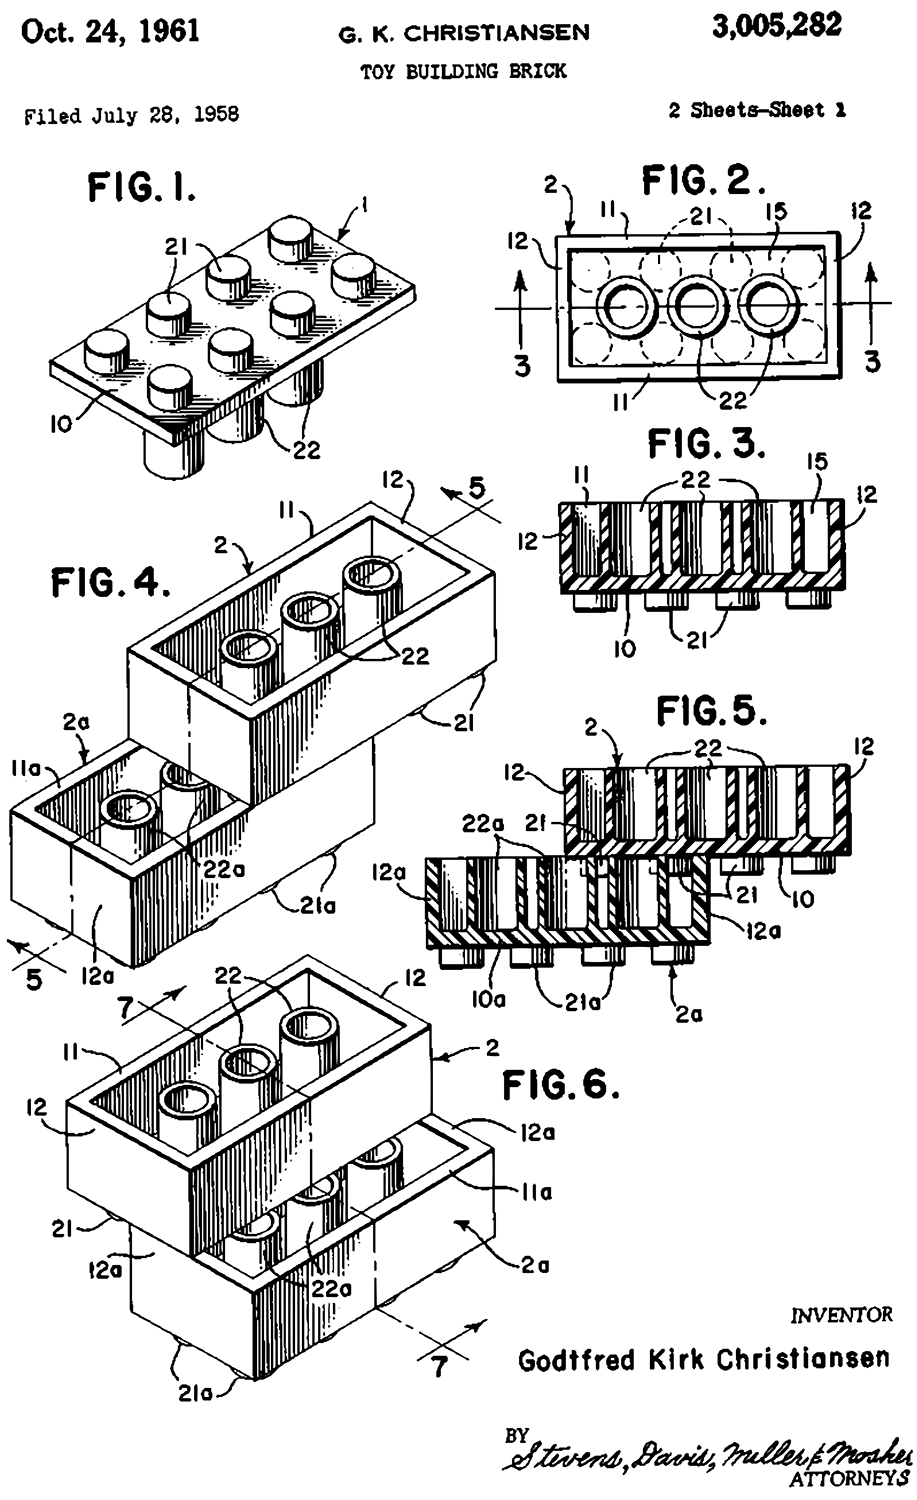 Oct. 24, 1961 G. K. CHRISTIANSEN 3,005,282
TOY BUILDING BRICK
Filed July 28, 1958 2 Sheets-Sheet 1
FIG. 1.
1
21
10
22
FIG. 2.
2
11
21
15
12
12
3
3
11
22
FIG. 3.
11
22
15
12
12
10
21
FIG. 4.
12
5
11
2
22
21
2a
11a
22a
21a
12a
5
FIG. 5.
2
22
12
12
21
22a
12a
21
10
12a
10a
21a
2a
FIG. 6.
7
22
12
11
2
12
12a
11a
21
12a
22a
2a
21a
7
INVENTOR
Godtfred Kirk Christiansen
BY
Stevens, Davis, Miller & Mosher
ATTORNEYS